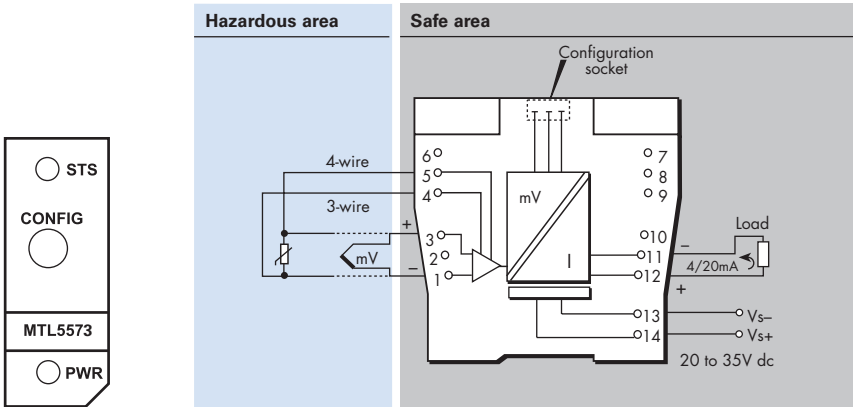 Hazardous area
Safe area
Configuration
socket
STS
CONFIG
MTL5573
PWR
4-wire
3-wire
+
mV
–
6
5
4
3
2
1
mV
I
7
8
9
10
11
12
13
14
Load
–
4/20mA
+
Vs–
Vs+
20 to 35V dc